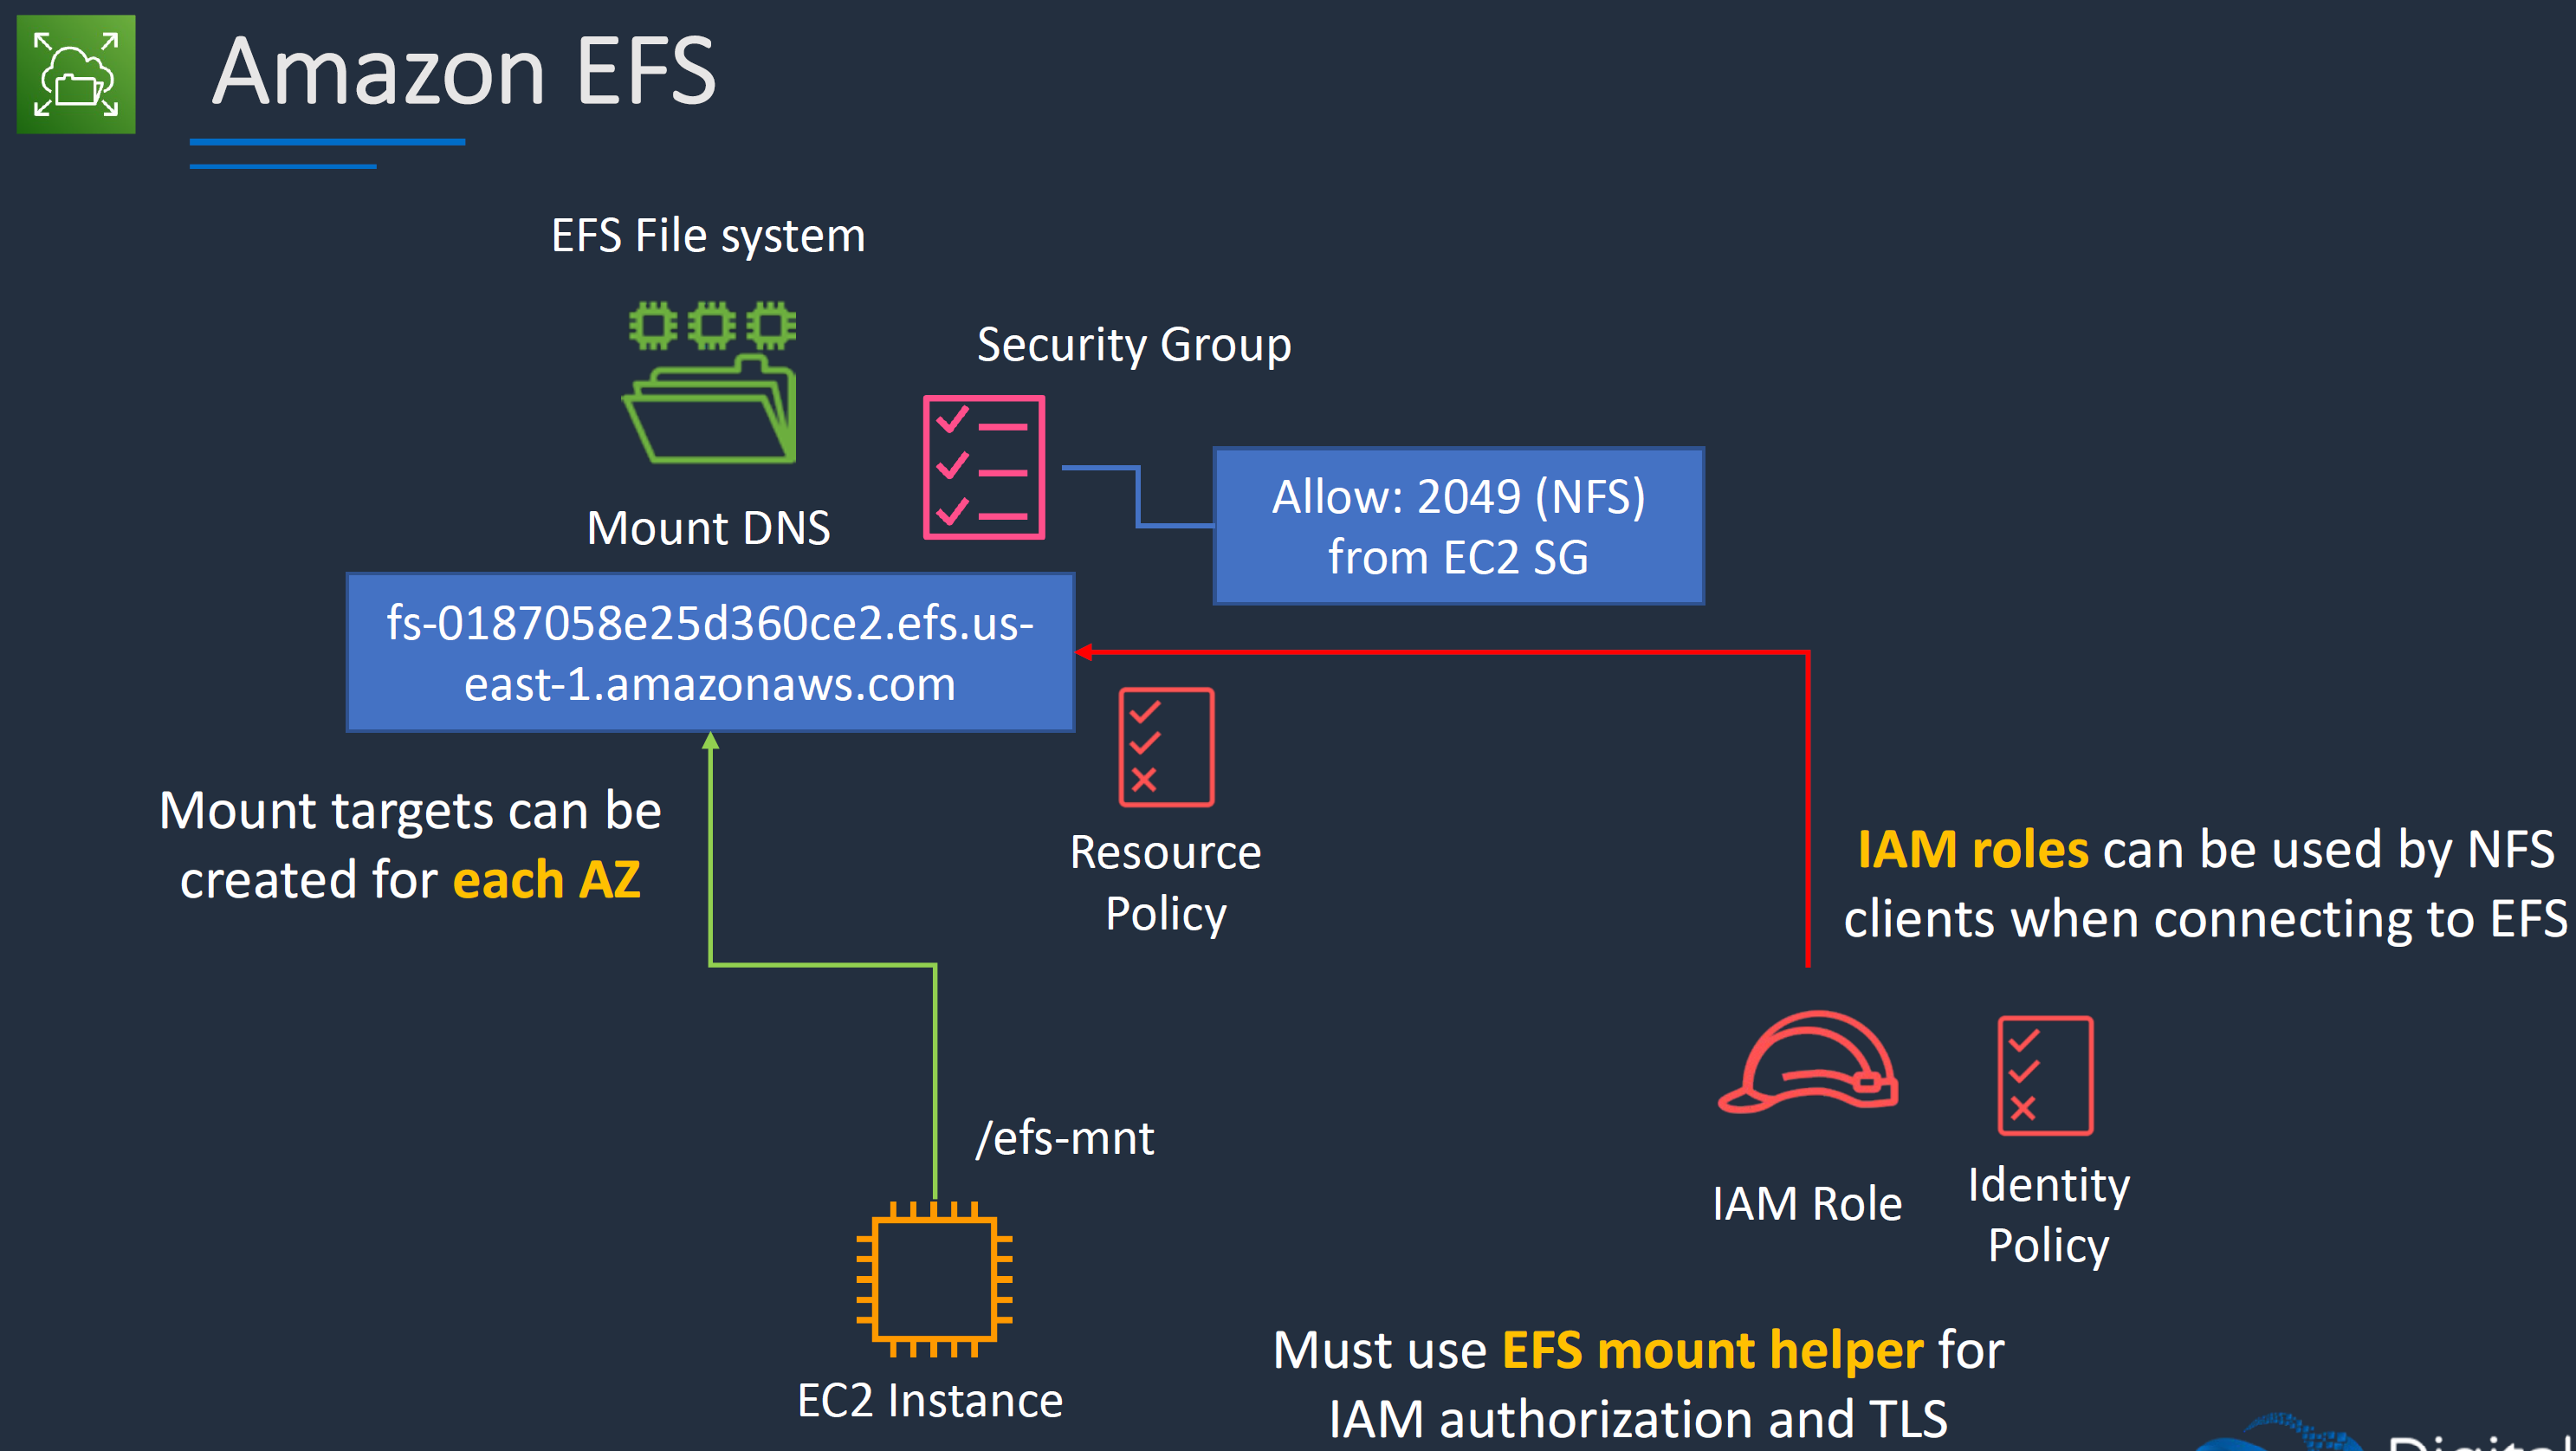 Amazon EFS
EFS File system
Security Group
Allow: 2049 (NFS)
from EC2 SG
Mount DNS
fs-0187058e25d360ce2.efs.us-
east-1.amazonaws.com
Mount targets can be
created for each AZ
Resource
Policy
IAM roles can be used by NFS
clients when connecting to EFS
/efs-mnt
IAM Role
Identity
Policy
EC2 Instance
Must use EFS mount helper for
IAM authorization and TLS